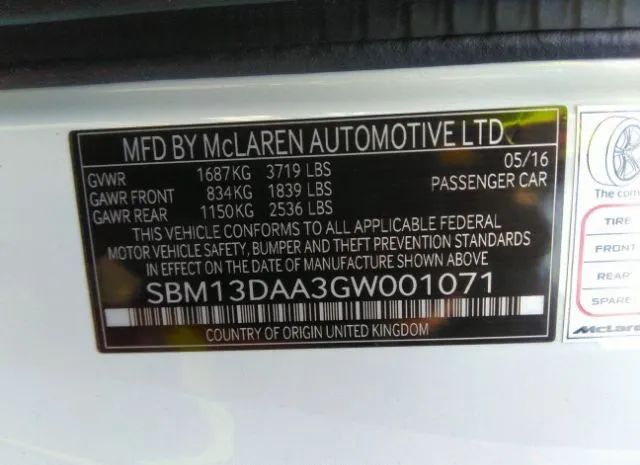 MFD BY McLAREN AUTOMOTIVE LTD
GVWR 1687KG 3719 LBS 05/16
GAWR FRONT 834KG 1839 LBS PASSENGER CAR
GAWR REAR 1150KG 2536 LBS
THIS VEHICLE CONFORMS TO ALL APPLICABLE FEDERAL
MOTOR VEHICLE SAFETY, BUMPER AND THEFT PREVENTION STANDARDS
IN EFFECT ON THE DATE OF MANUFACTURE SHOWN ABOVE
SBM13DAA3GW001071
COUNTRY OF ORIGIN UNITED KINGDOM
The com
TIRE
FRONT
REAR
SPARE
McLare